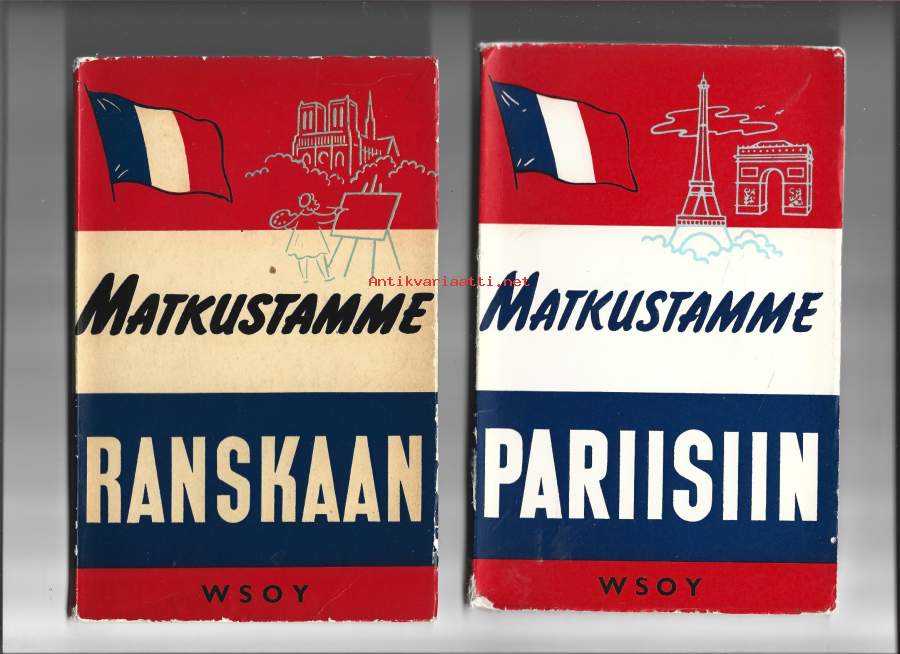 MATKUSTAMME
RANSKAAN
WSOY
MATKUSTAMME
PARIISIIN
WSOY
Antikvariaatti.net